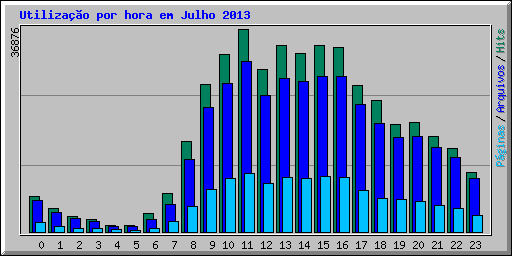 Utilização por hora em Julho 2013
36876
Páginas / Arquivos / Hits
0 1 2 3 4 5 6 7 8 9 10 11 12 13 14 15 16 17 18 19 20 21 22 23